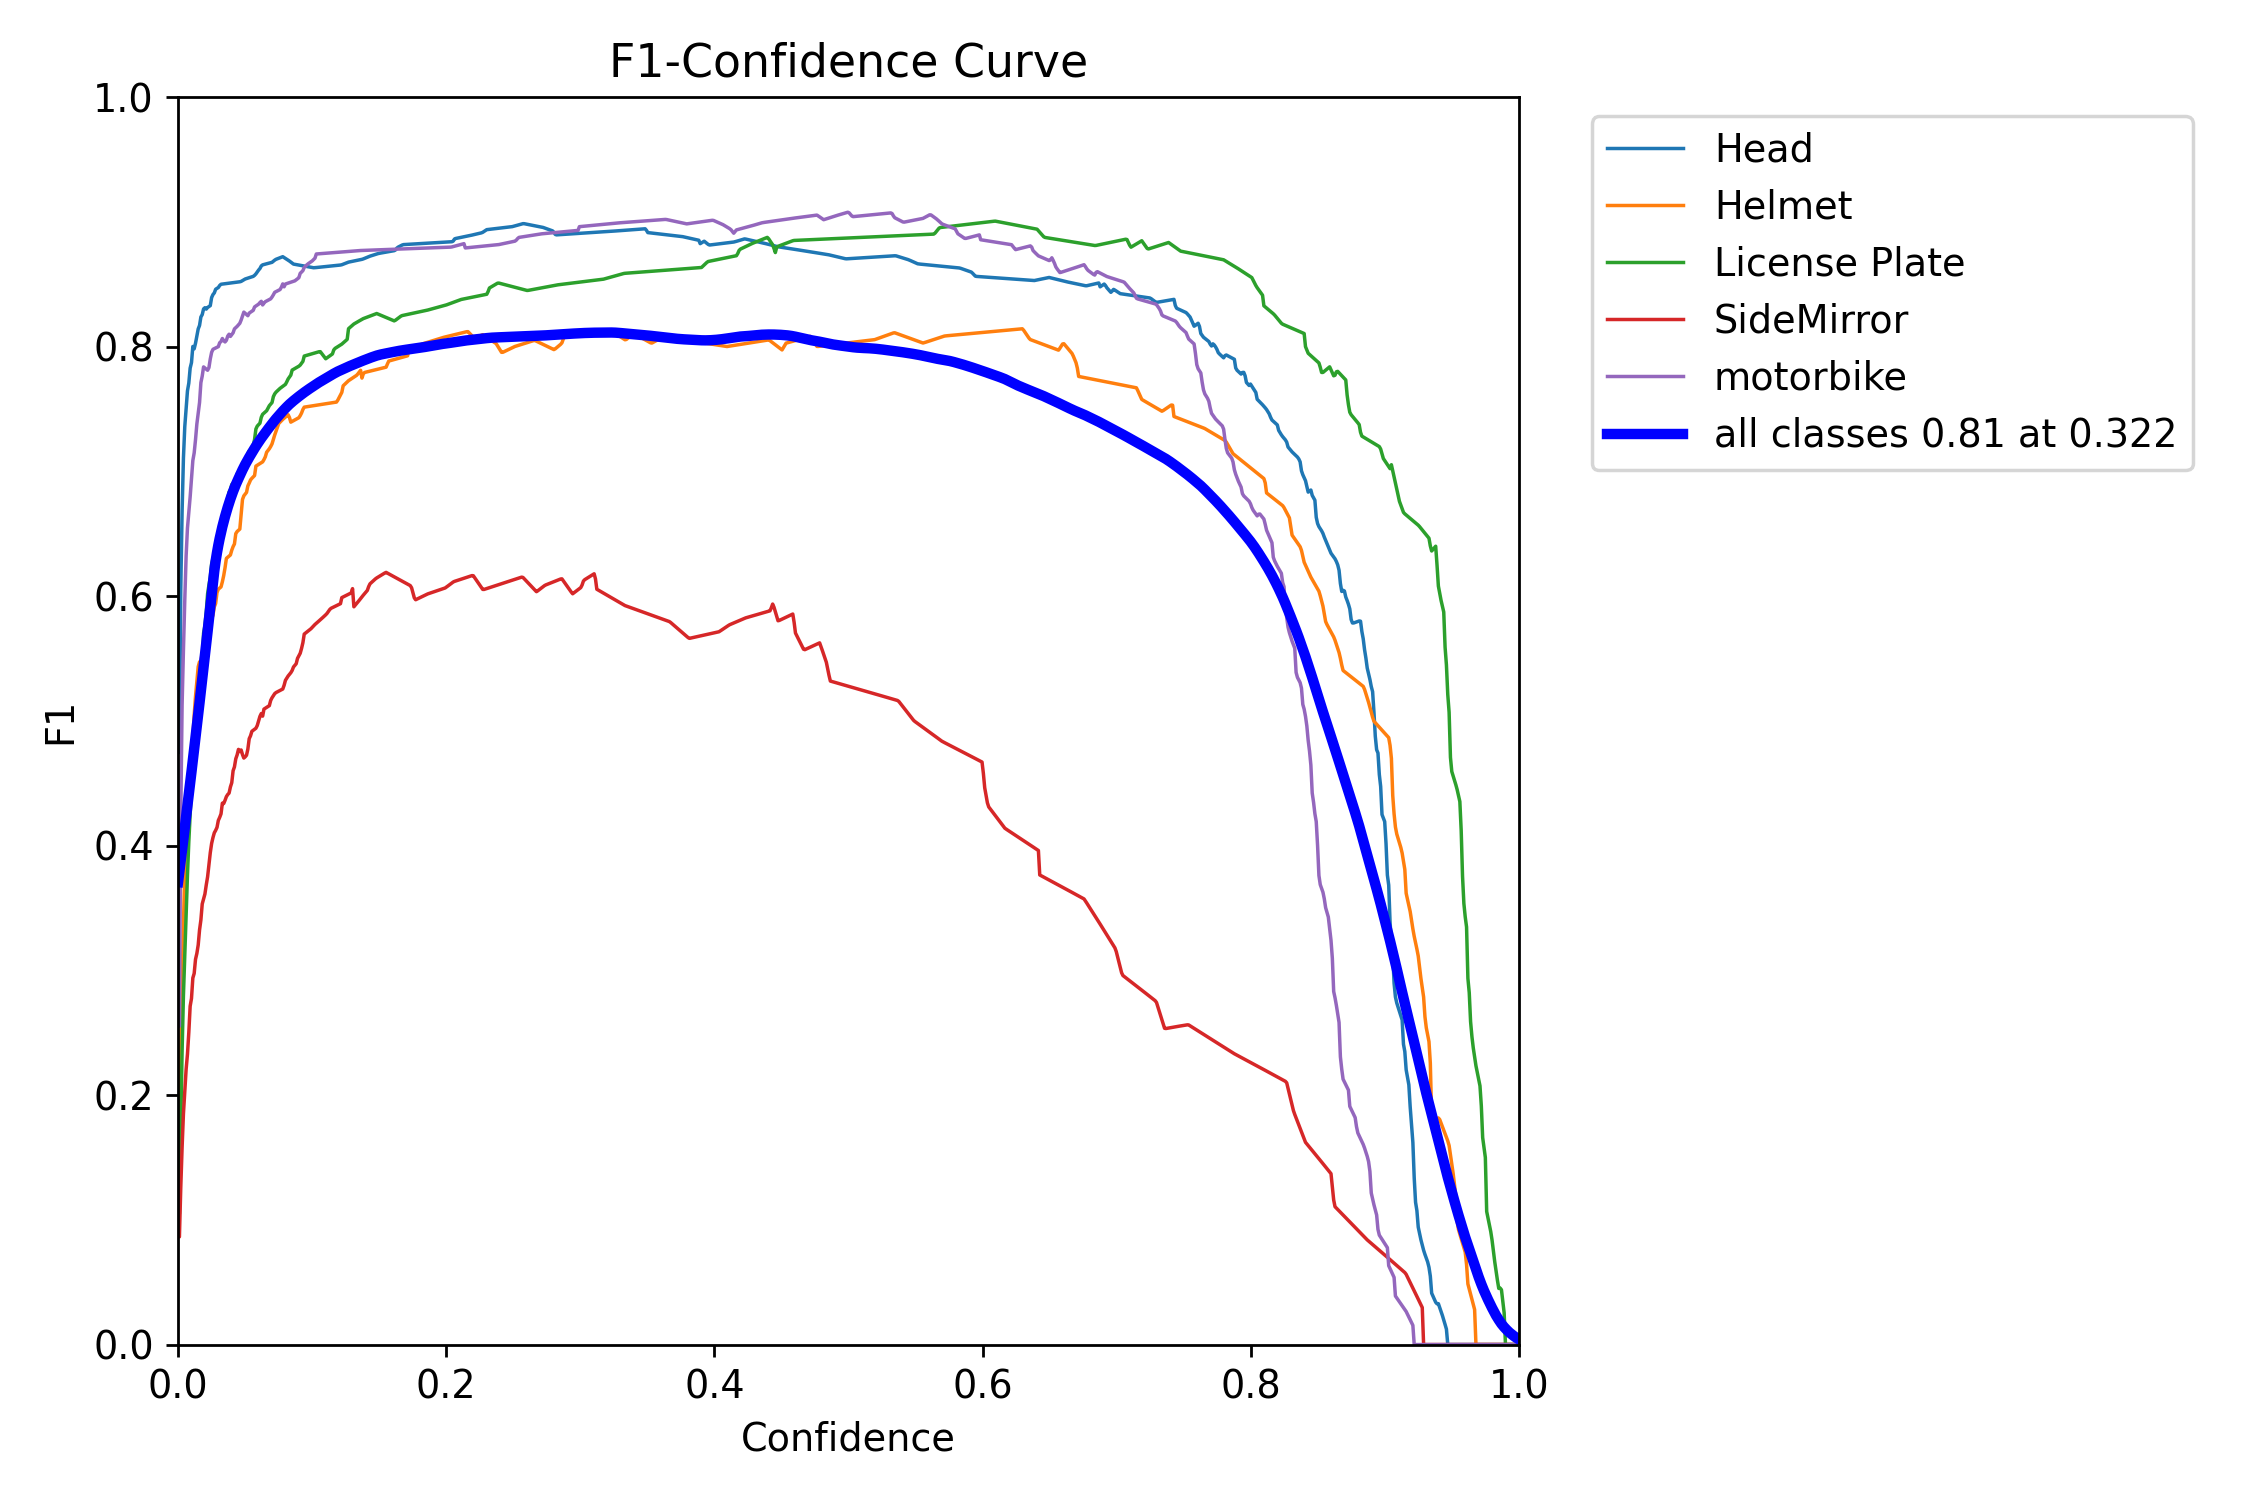 F1-Confidence Curve
1.0
0.8
0.6
0.4
0.2
0.0
F1
0.0 0.2 0.4 0.6 0.8 1.0
Confidence
Head
Helmet
License Plate
SideMirror
motorbike
all classes 0.81 at 0.322